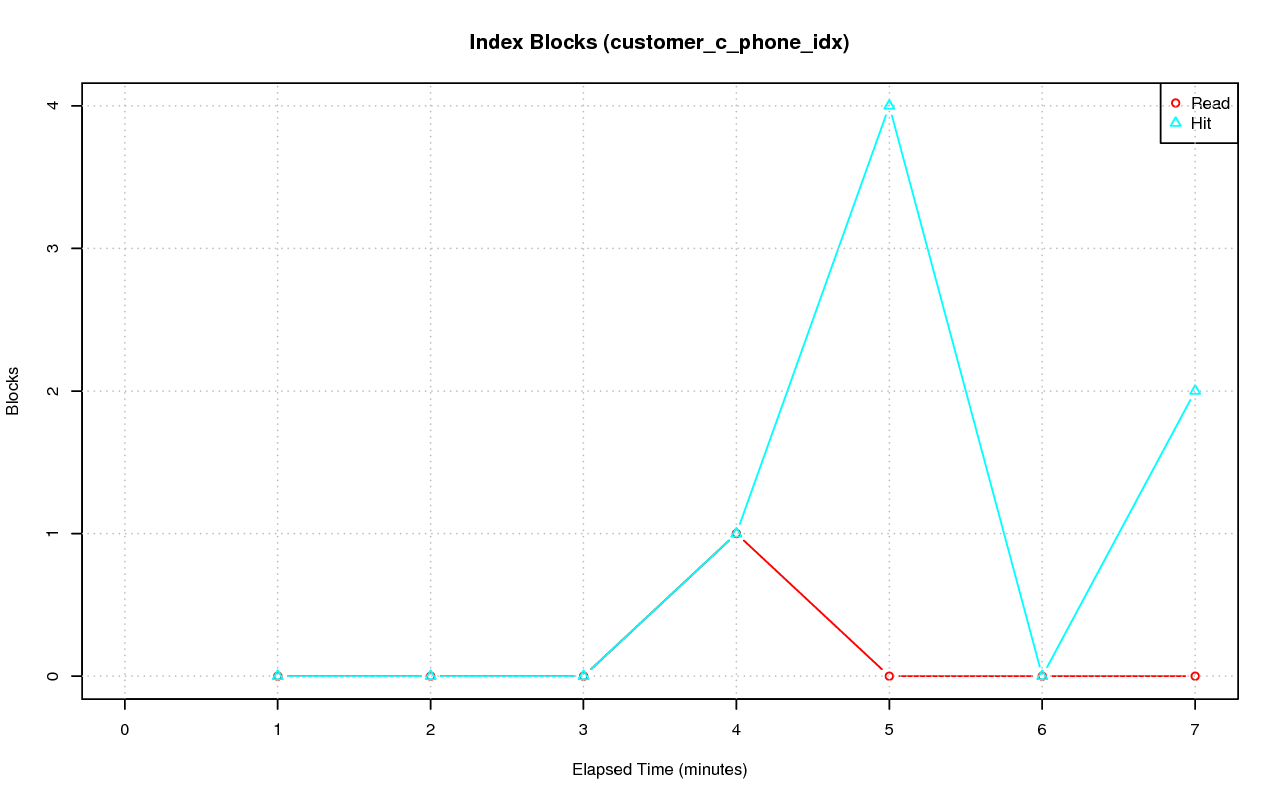 Index Blocks (customer_c_phone_idx)
4
3
2
1
0
Blocks
Read
Hit
0 1 2 3 4 5 6 7
Elapsed Time (minutes)